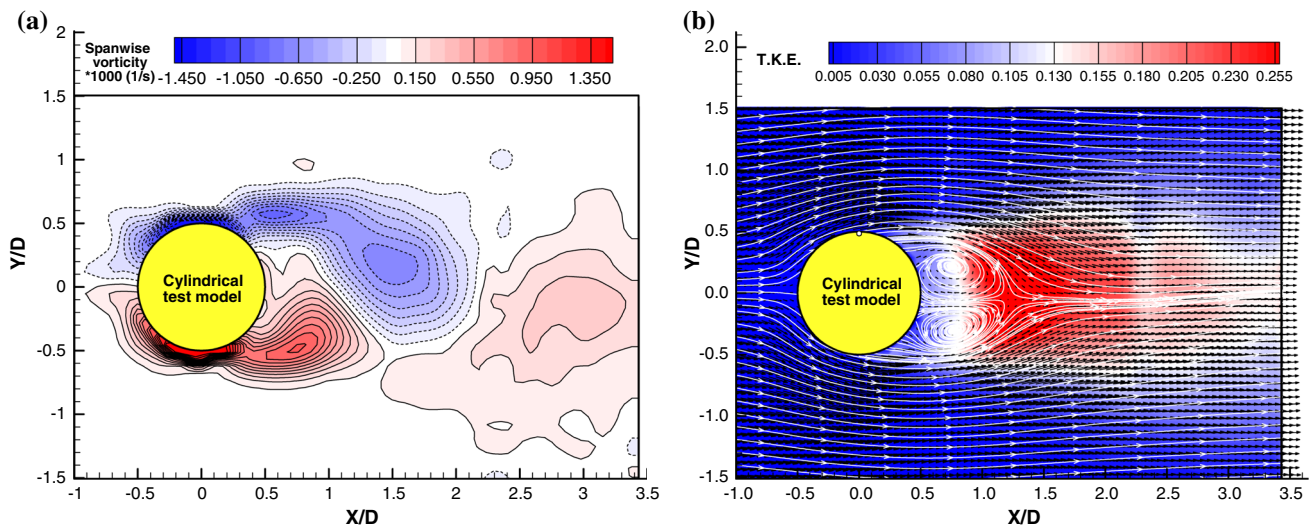 (a)
Spanwise
vorticity
*1000 (1/s)
-1.450 -1.050 -0.650 -0.250 0.150 0.550 0.950 1.350
2
1.5
1
0.5
0
-0.5
-1
-1.5
Y/D
Cylindrical
test model
-1 -0.5 0 0.5 1 1.5 2 2.5 3 3.5
X/D
(b)
T.K.E.
0.005 0.030 0.055 0.080 0.105 0.130 0.155 0.180 0.205 0.230 0.255
2.0
1.5
1.0
0.5
0.0
-0.5
-1.0
-1.5
Y/D
Cylindrical
test model
-1.0 -0.5 0.0 0.5 1.0 1.5 2.0 2.5 3.0 3.5
X/D